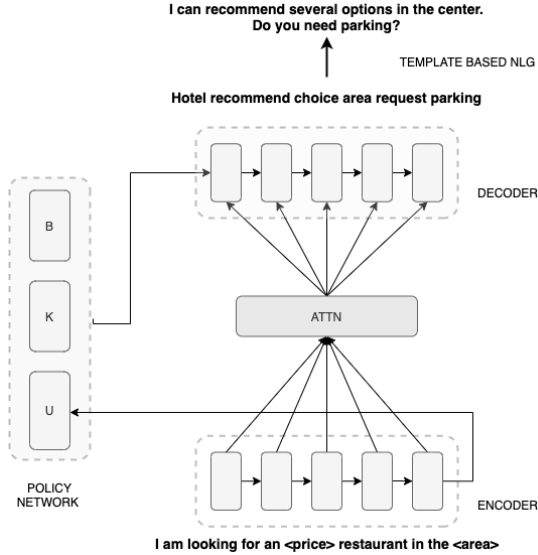 I can recommend several options in the center.
Do you need parking?
TEMPLATE BASED NLG
Hotel recommend choice area request parking
DECODER
B
K
U
POLICY
NETWORK
ATTN
ENCODER
I am looking for an <price> restaurant in the <area>